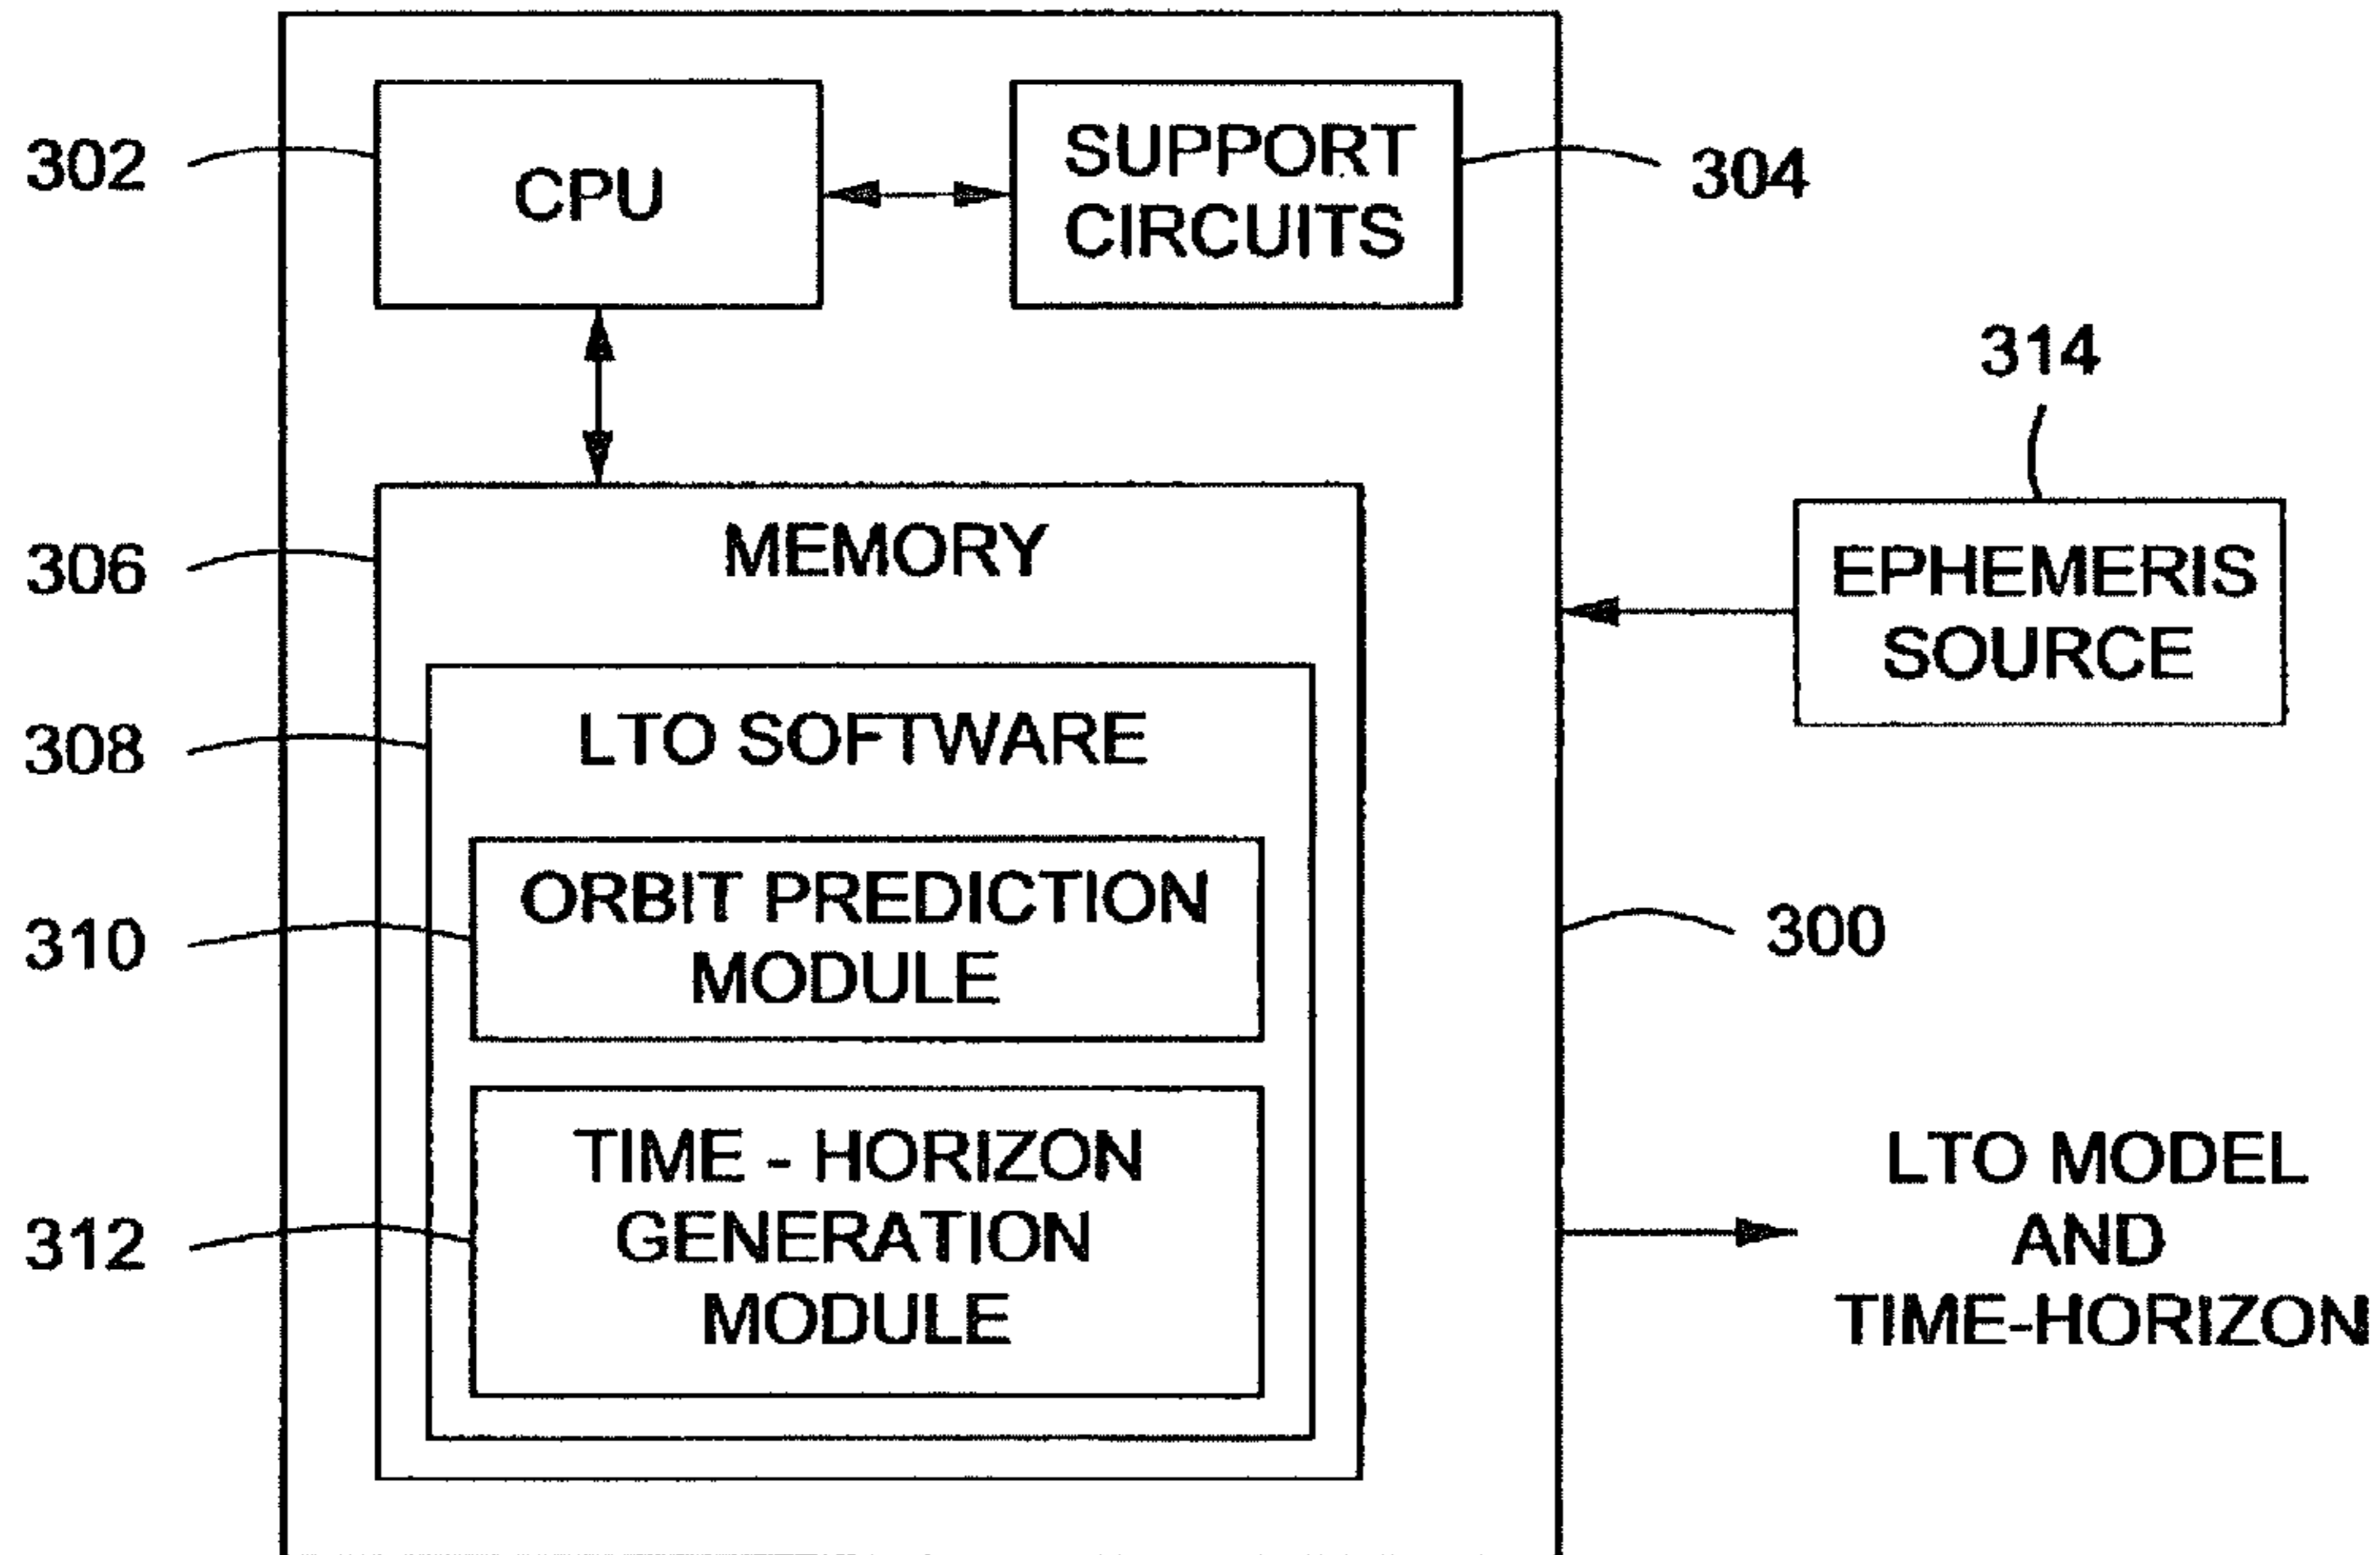 302
CPU
SUPPORT
CIRCUITS
304
314
306
MEMORY
EPHEMERIS
SOURCE
308
LTO SOFTWARE
310
ORBIT PREDICTION
MODULE
300
312
TIME - HORIZON
GENERATION
MODULE
LTO MODEL
AND
TIME-HORIZON